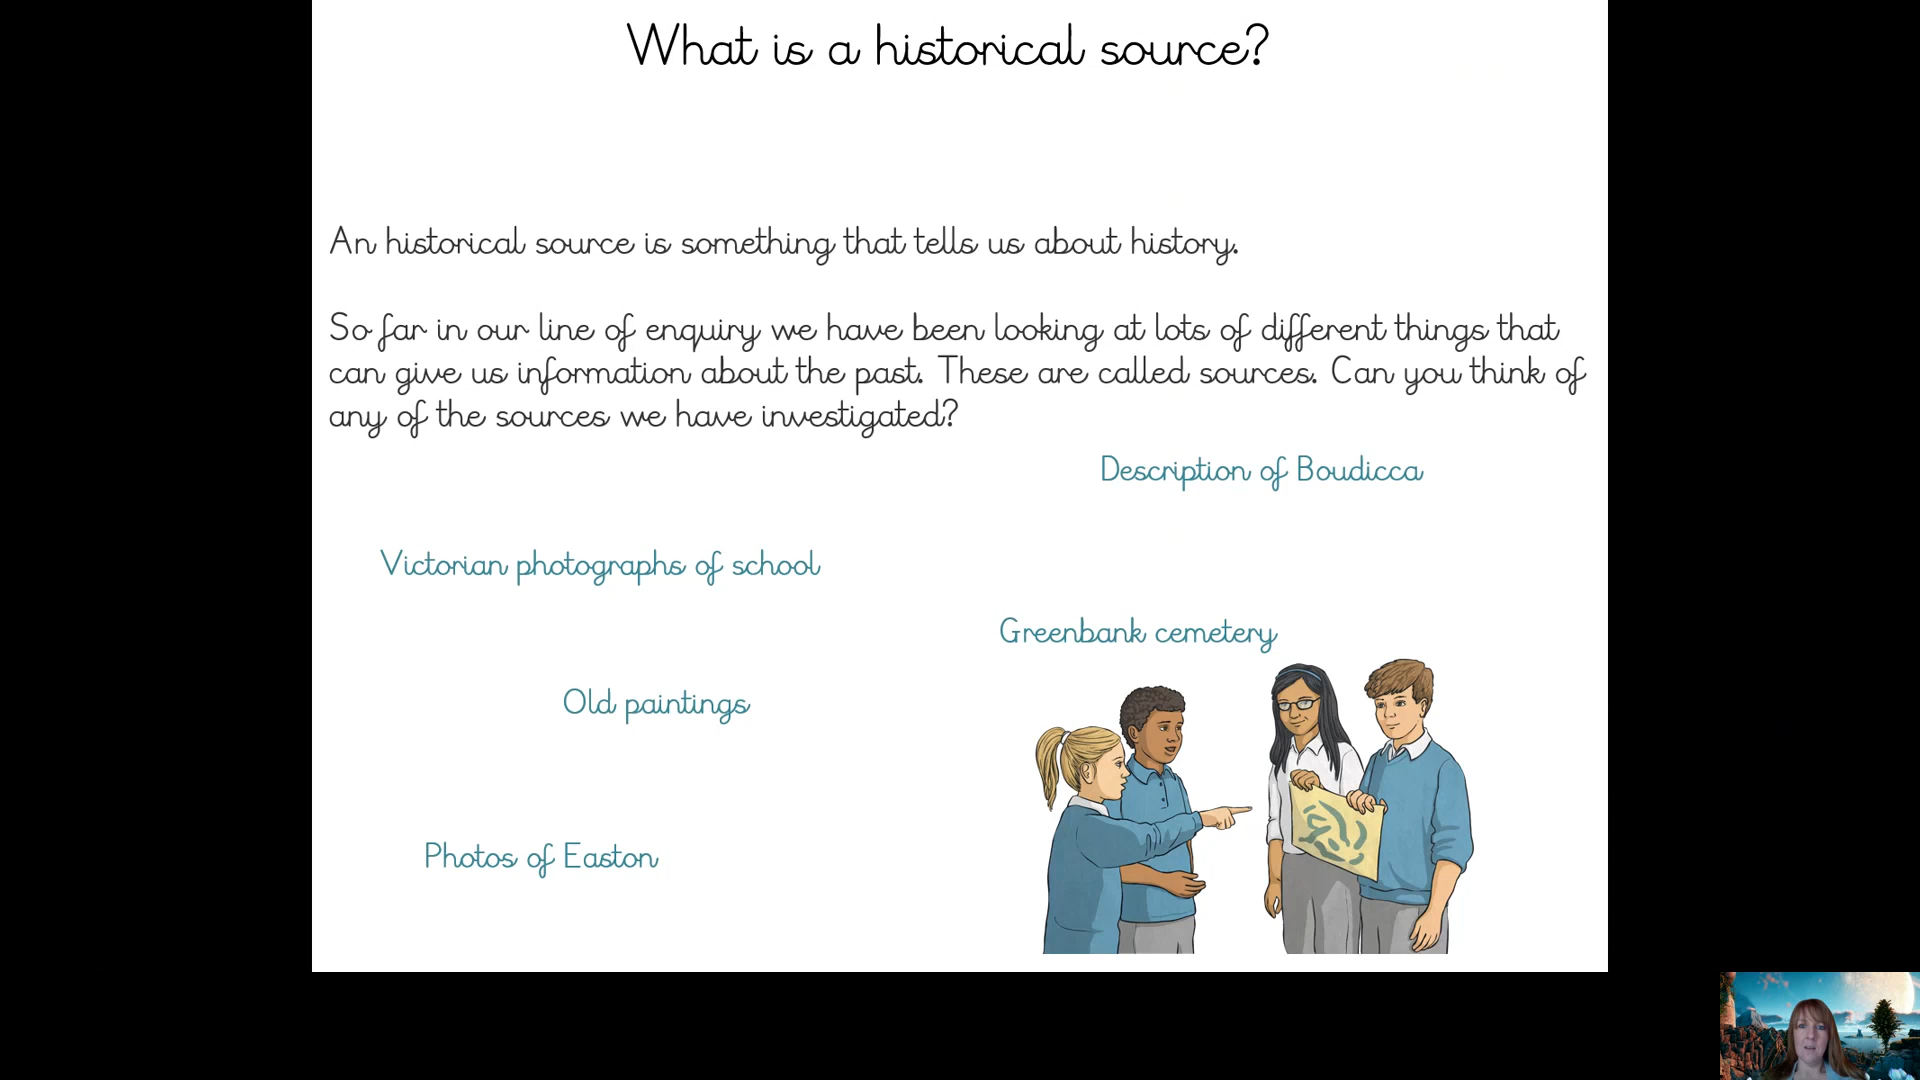 What is a historical source?
An historical source is something that tells us about history.
So far in our line of enquiry we have been looking at lots of different things that
can give us information about the past. These are called sources. Can you think of
any of the sources we have investigated?
Description of Boudicca
Victorian photographs of school
Greenbank cemetery
Old paintings
Photos of Easton